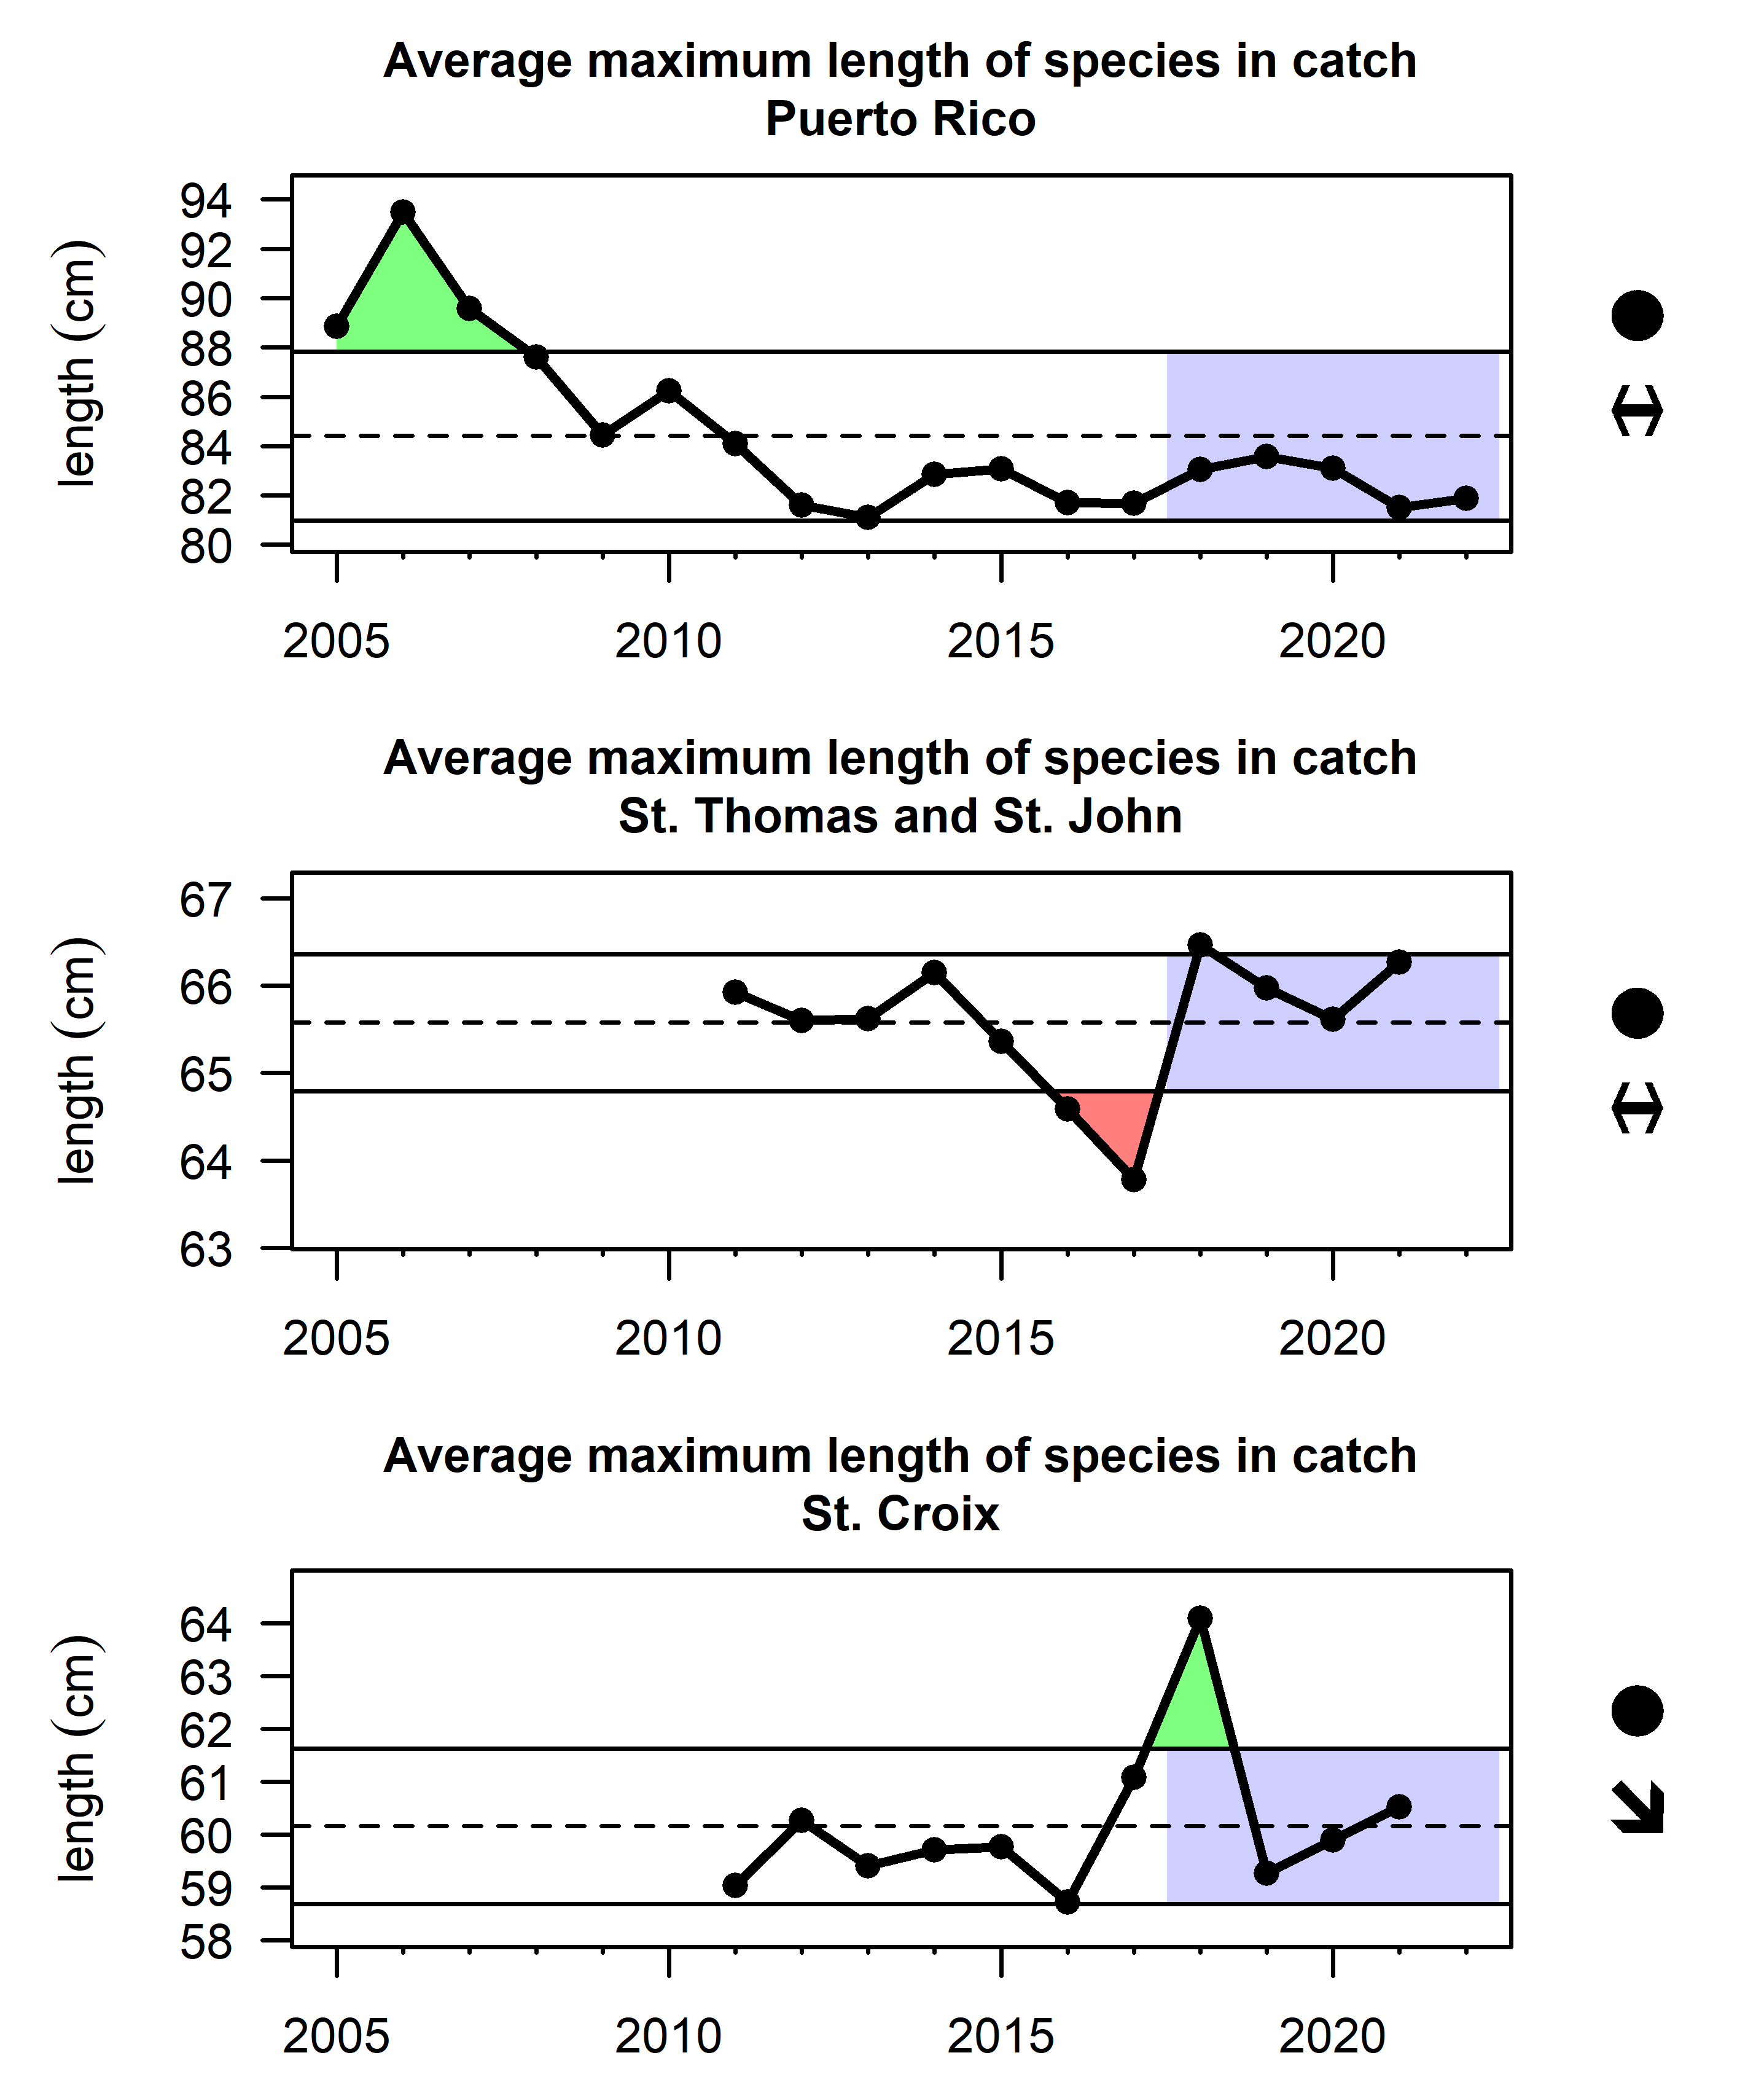 Average maximum length of species in catch
Puerto Rico
length (cm)
94
92
90
88
86
84
82
80
2005 2010 2015 2020
Average maximum length of species in catch
St. Thomas and St. John
length (cm)
67
66
65
64
63
2005 2010 2015 2020
Average maximum length of species in catch
St. Croix
length (cm)
64
63
62
61
60
59
58
2005 2010 2015 2020